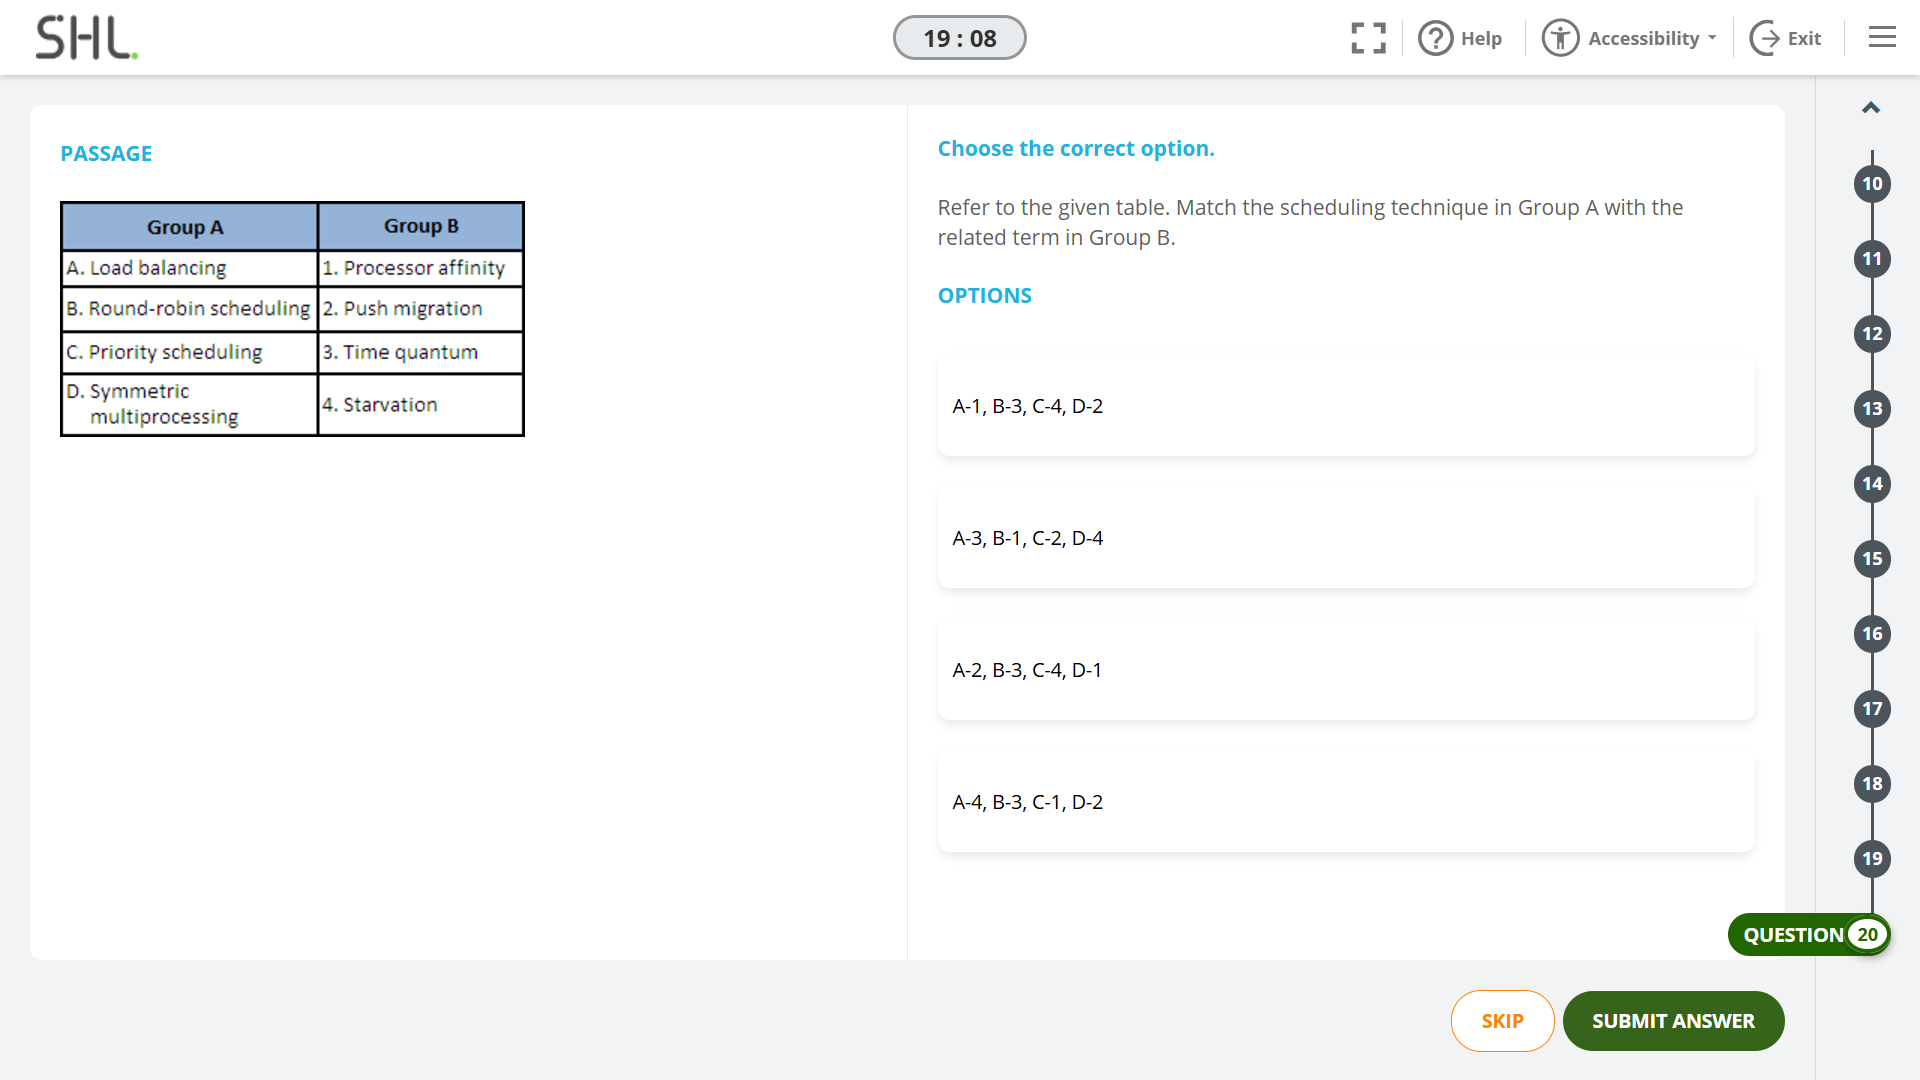 SHL.
19 : 08
Help
Accessibility
Exit
PASSAGE
Group A
Group B
A. Load balancing
1. Processor affinity
B. Round-robin scheduling
2. Push migration
C. Priority scheduling
3. Time quantum
D. Symmetric
multiprocessing
4. Starvation
Choose the correct option.
Refer to the given table. Match the scheduling technique in Group A with the
related term in Group B.
OPTIONS
A-1, B-3, C-4, D-2
A-3, B-1, C-2, D-4
A-2, B-3, C-4, D-1
A-4, B-3, C-1, D-2
10
11
12
13
14
15
16
17
18
19
QUESTION 20
SKIP
SUBMIT ANSWER